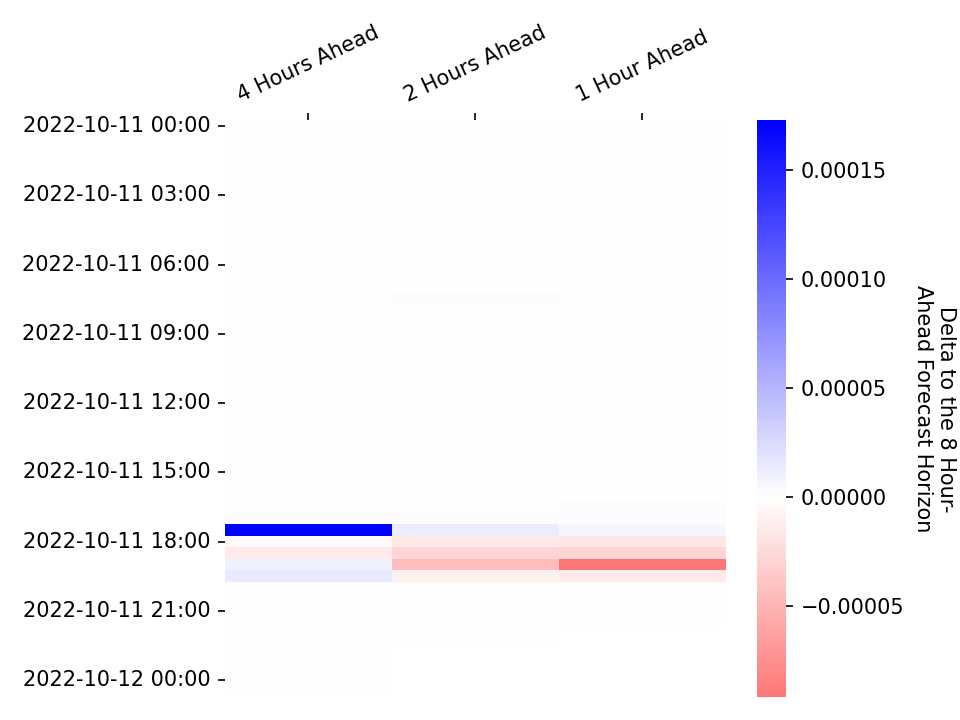 4 Hours Ahead
2 Hours Ahead
1 Hour Ahead
2022-10-11 00:00
2022-10-11 03:00
2022-10-11 06:00
2022-10-11 09:00
2022-10-11 12:00
2022-10-11 15:00
2022-10-11 18:00
2022-10-11 21:00
2022-10-12 00:00
0.00015
0.00010
0.00005
0.00000
−0.00005
Delta to the 8 Hour-
Ahead Forecast Horizon